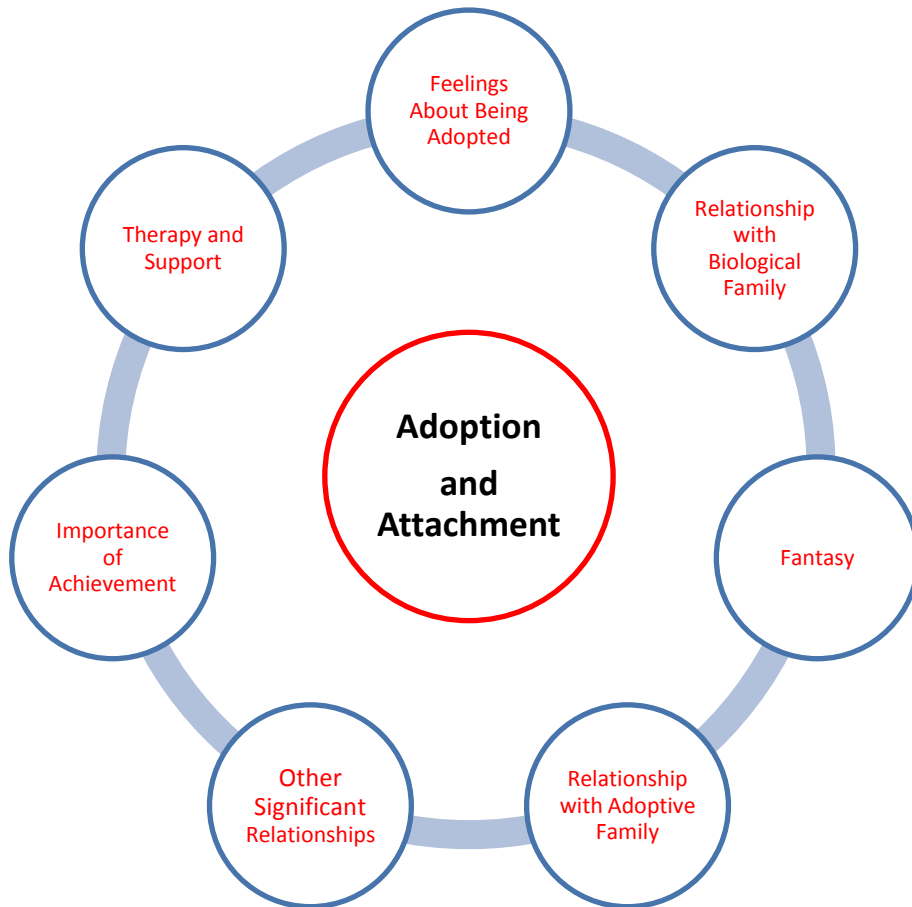 Feelings
About Being
Adopted
Relationship
with
Biological
Family
Fantasy
Relationship
with Adoptive
Family
Other
Significant
Relationships
Importance
of
Achievement
Therapy and
Support
Adoption
and
Attachment